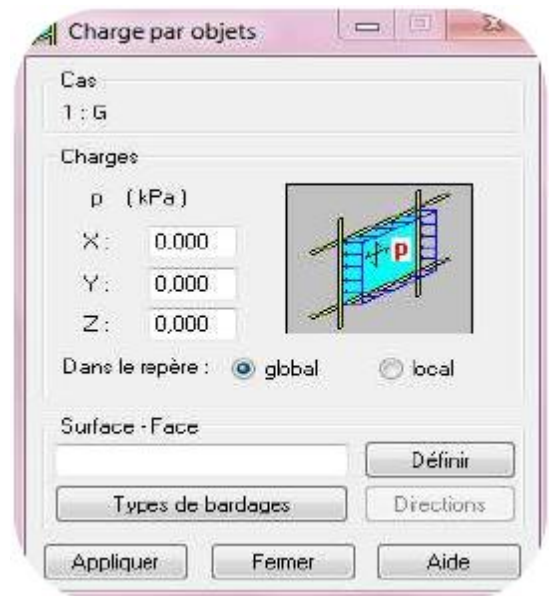 Charge par objets
Cas
1 : G
Charges
p (kPa)
X : 0.000
Y : 0,000
P
Z : 0,000
Dans le repère : global local
Surface - Face
Définir
Types de bardages Directions
Appliquer Fermer Aide